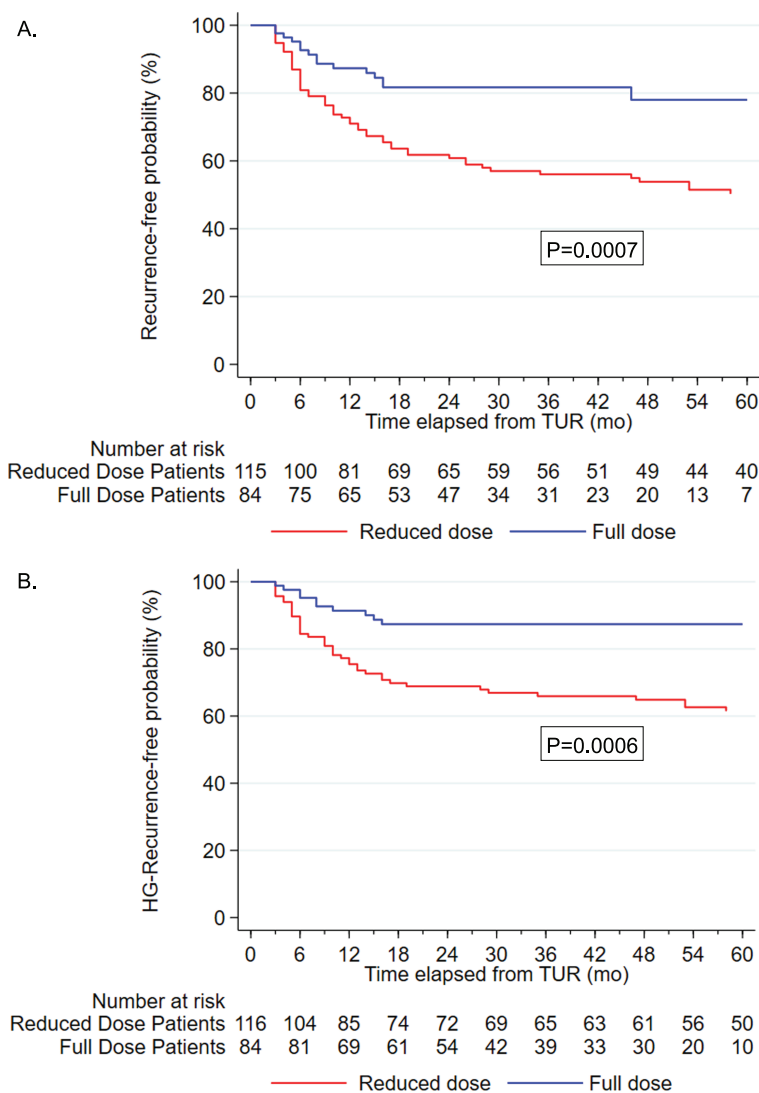 A.
Recurrence-free probability (%)
100
80
60
40
20
0
P=0.0007
0 6 12 18 24 30 36 42 48 54 60
Time elapsed from TUR (mo)
Number at risk
Reduced Dose Patients 115 100 81 69 65 59 56 51 49 44 40
Full Dose Patients 84 75 65 53 47 34 31 23 20 13 7
Reduced dose Full dose
B.
HG-Recurrence-free probability (%)
100
80
60
40
20
0
P=0.0006
0 6 12 18 24 30 36 42 48 54 60
Time elapsed from TUR (mo)
Number at risk
Reduced Dose Patients 116 104 85 74 72 69 65 63 61 56 50
Full Dose Patients 84 81 69 61 54 42 39 33 30 20 10
Reduced dose Full dose